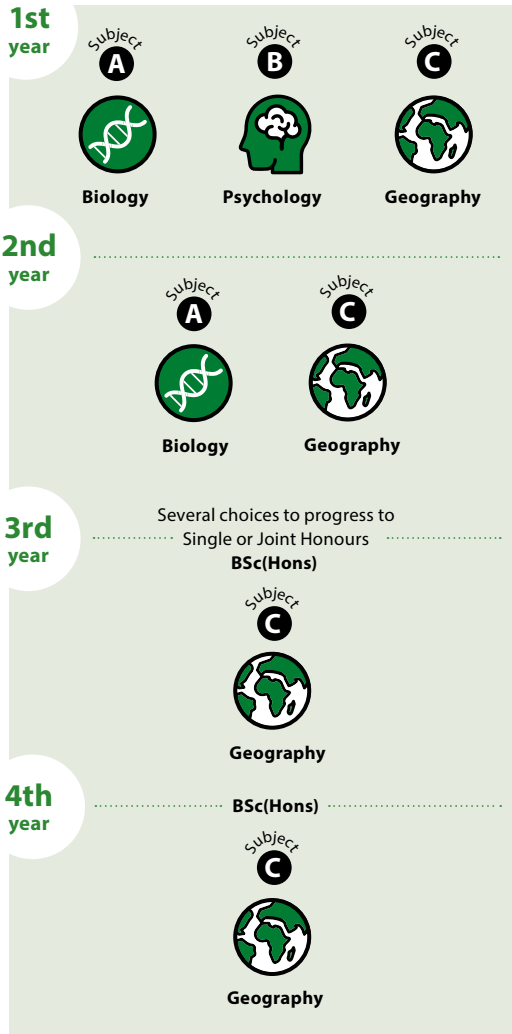 1st
year
Subject Subject Subject
A B C
Biology Psychology Geography
2nd
year
Subject Subject
A C
Biology Geography
3rd
year
Several choices to progress to
Single or Joint Honours
BSc(Hons)
Subject
C
Geography
4th
year
BSc(Hons)
Subject
C
Geography